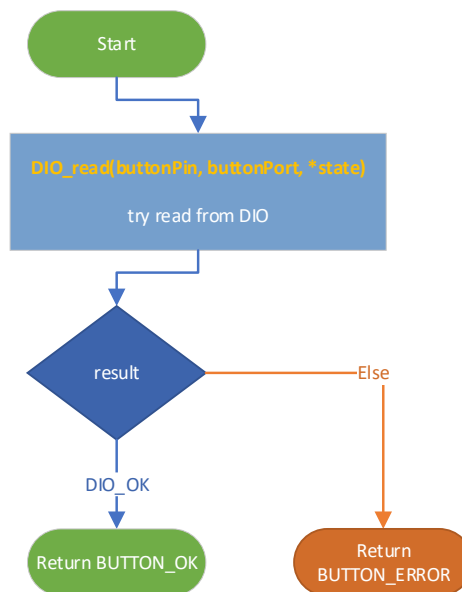 Start
DIO_read(buttonPin, buttonPort, *state)
try read from DIO
result
Else
DIO_OK
Return BUTTON_OK
Return
BUTTON_ERROR